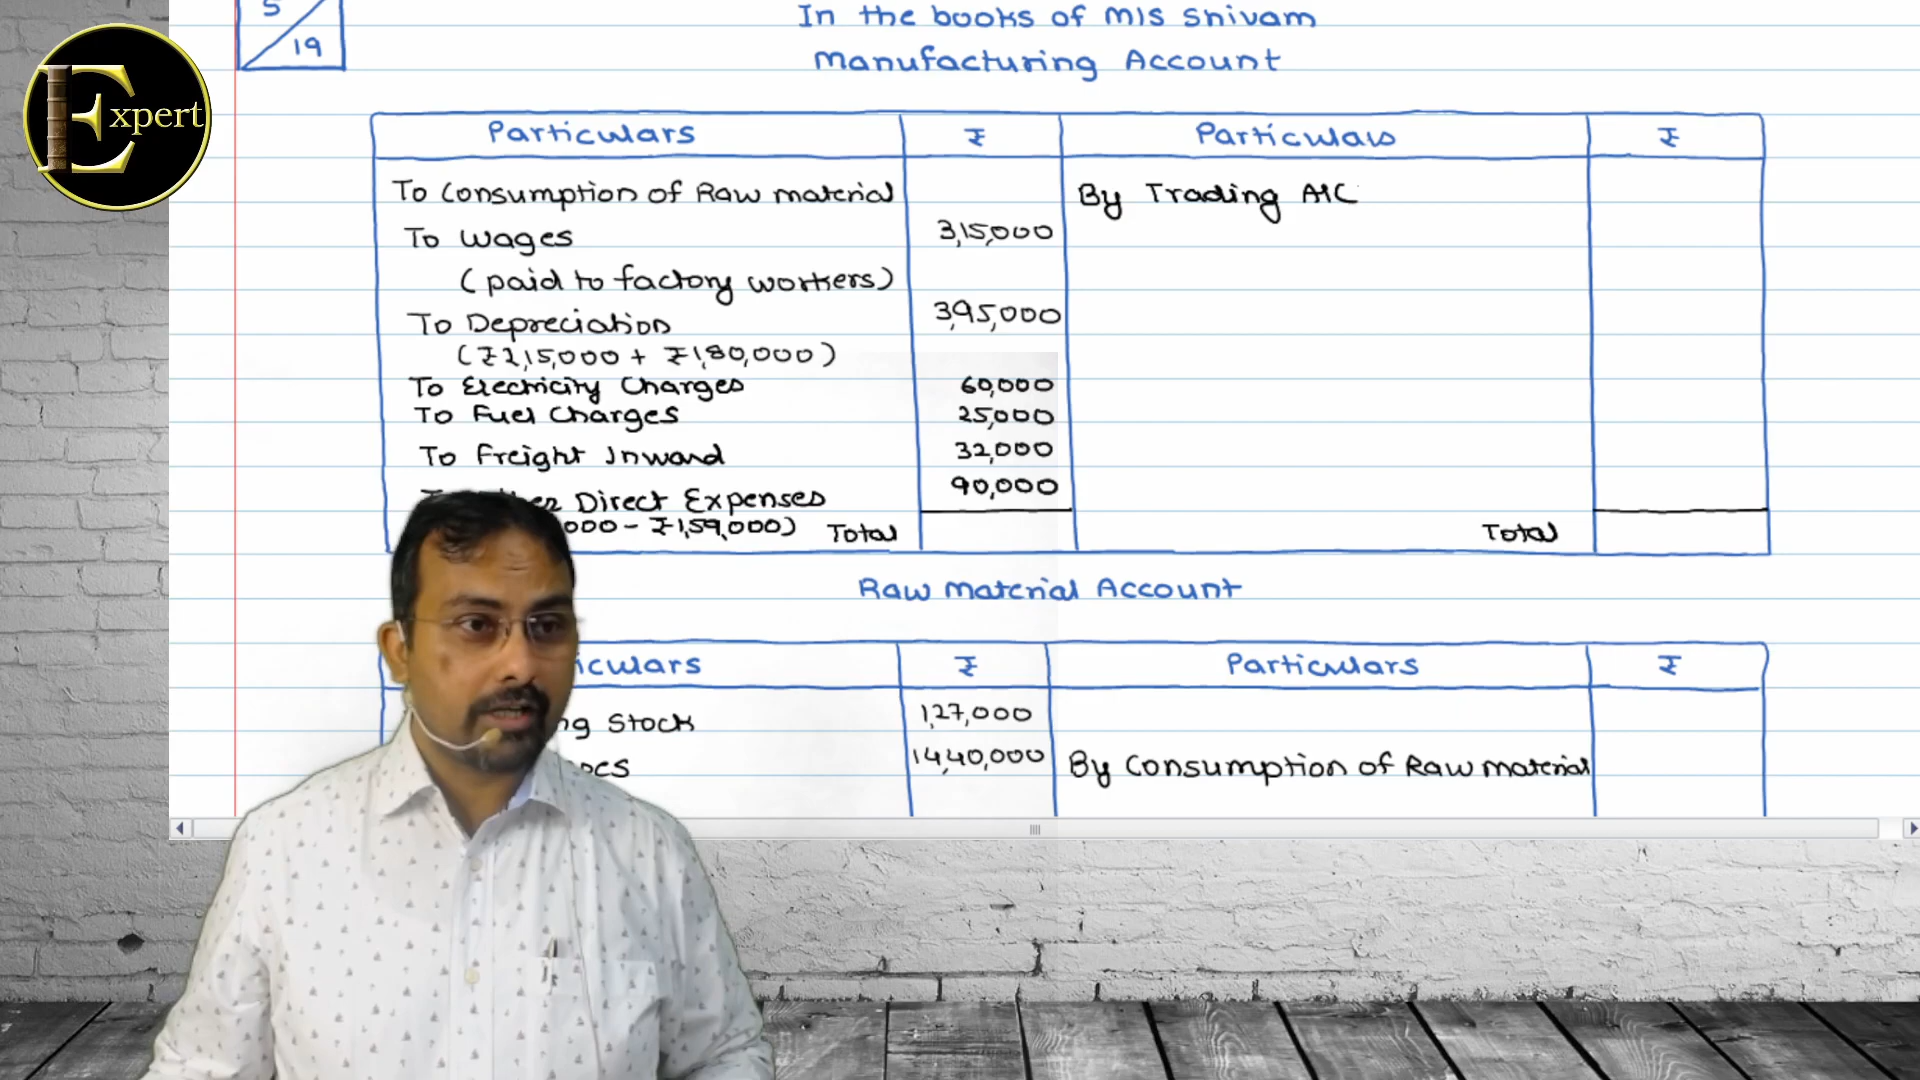 5
19
Expert
In the books of M/S Shivam
Manufacturing Account
Particulars ₹ Particulars ₹
To Consumption of Raw material By Trading A/C
To Wages 3,15,000
(paid to factory workers)
To Depreciation 3,95,000
(₹2,15,000 + ₹1,80,000)
To Electricity Charges 60,000
To Fuel Charges 25,000
To Freight Inward 32,000
Direct Expenses 90,000
000 - ₹1,59,000) Total Total
Raw Material Account
iculars ₹ Particulars ₹
ng Stock 1,27,000
14,40,000 By Consumption of Raw material